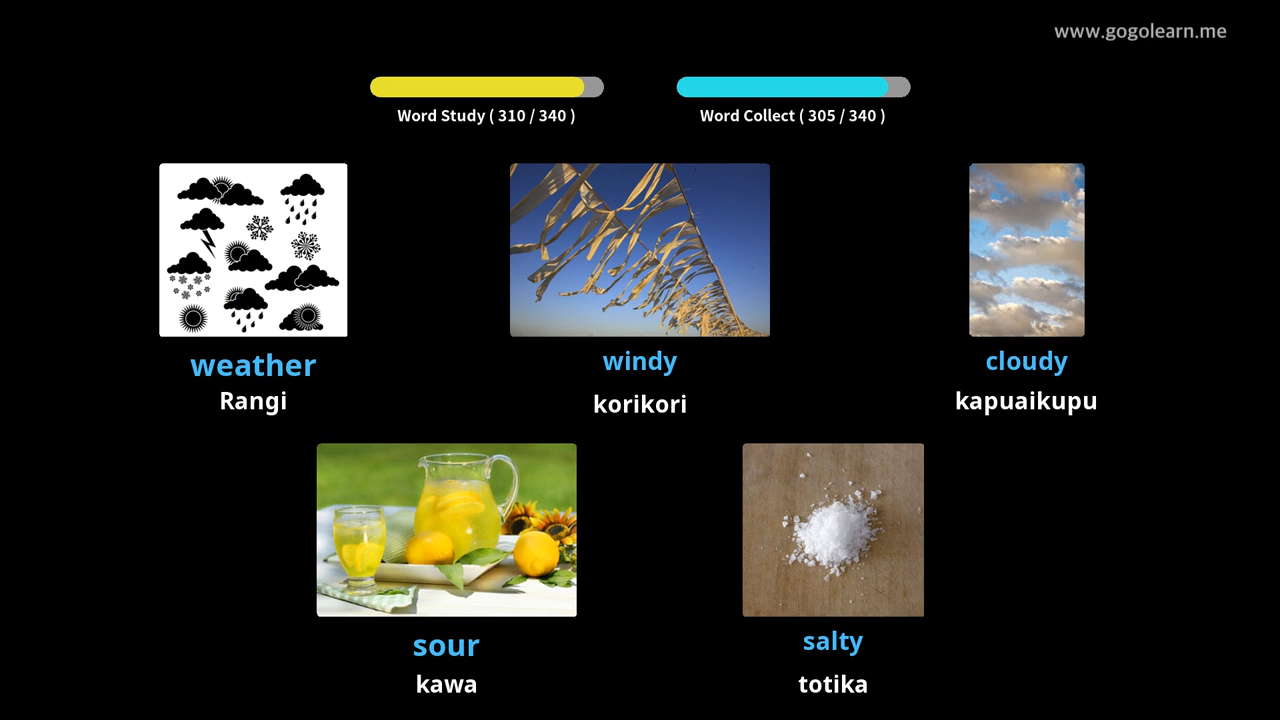 www.gogolearn.me
Word Study ( 310 / 340 )
Word Collect ( 305 / 340 )
weather
Rangi
windy
korikori
cloudy
kapuaikupu
sour
kawa
salty
totika